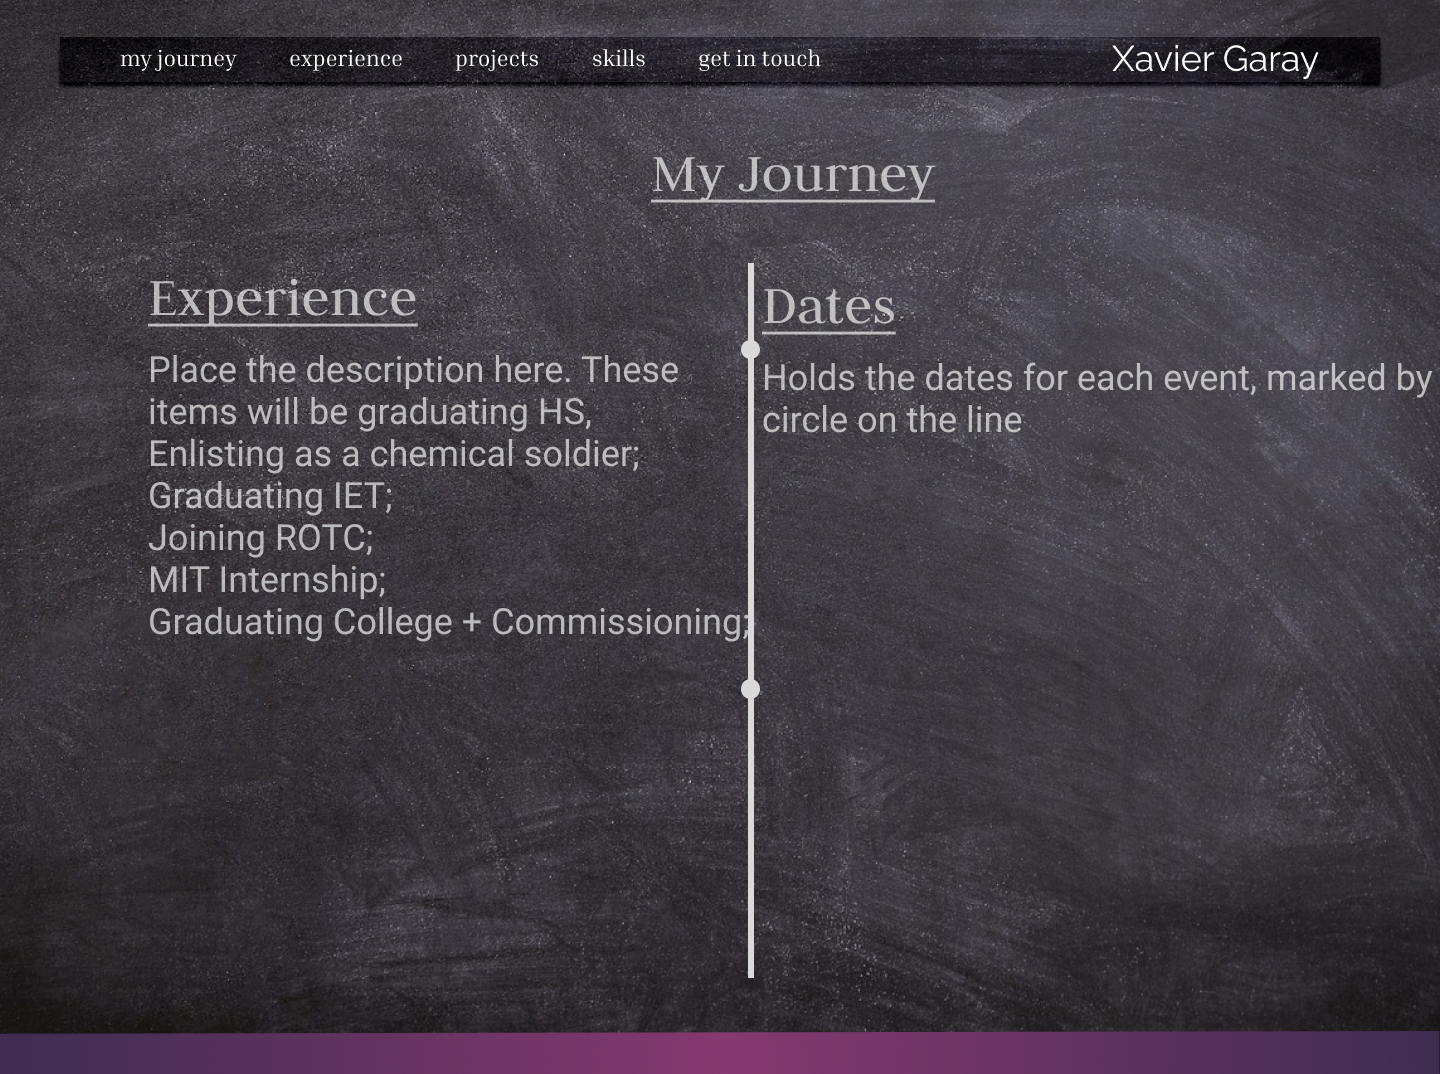 my journey experience projects skills get in touch Xavier Garay
My Journey
Experience
Place the description here. These
items will be graduating HS,
Enlisting as a chemical soldier;
Graduating IET;
Joining ROTC;
MIT Internship;
Graduating College + Commissioning;
Dates
Holds the dates for each event, marked by
circle on the line